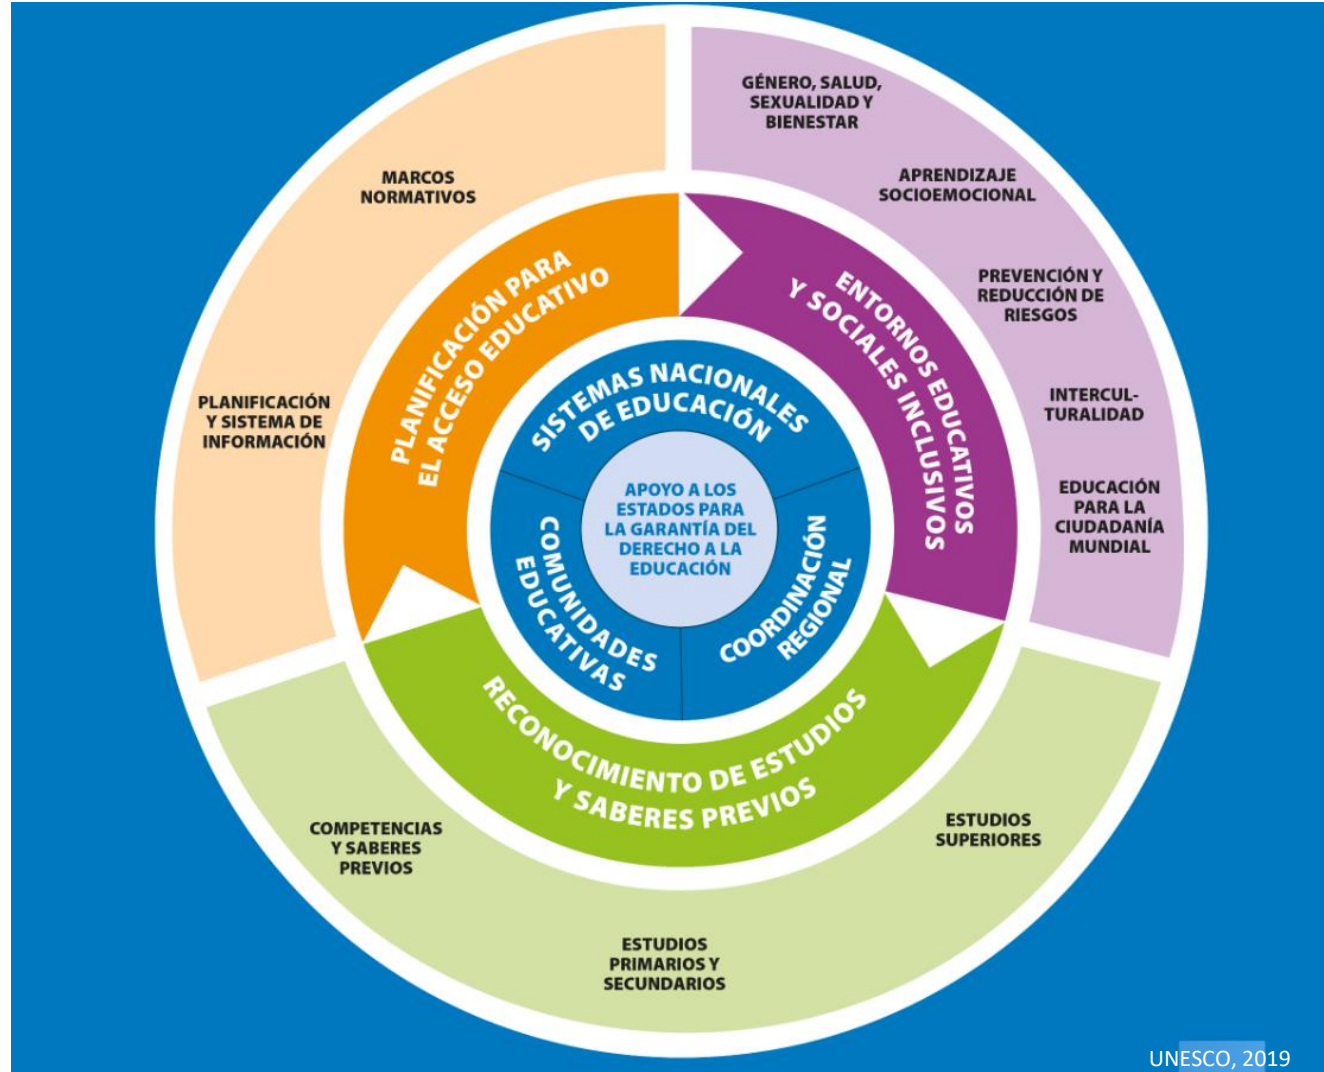 GÉNERO, SALUD,
SEXUALIDAD Y
BIENESTAR
APRENDIZAJE
SOCIOEMOCIONAL
PREVENCIÓN Y
REDUCCIÓN DE
RIESGOS
INTERCUL-
TURALIDAD
EDUCACIÓN
PARA LA
CIUDADANÍA
MUNDIAL
MARCOS
NORMATIVOS
PLANIFICACIÓN
Y SISTEMA DE
INFORMACIÓN
PLANIFICACIÓN PARA
EL ACCESO EDUCATIVO
ENTORNOS EDUCATIVOS
Y SOCIALES INCLUSIVOS
SISTEMAS NACIONALES
DE EDUCACIÓN
APOYO A LOS
ESTADOS PARA
LA GARANTÍA DEL
DERECHO A LA
EDUCACIÓN
COMUNIDADES
EDUCATIVAS
COORDINACIÓN
REGIONAL
RECONOCIMIENTO DE ESTUDIOS
Y SABERES PREVIOS
COMPETENCIAS
Y SABERES
PREVIOS
ESTUDIOS
SUPERIORES
ESTUDIOS
PRIMARIOS Y
SECUNDARIOS
UNESCO, 2019